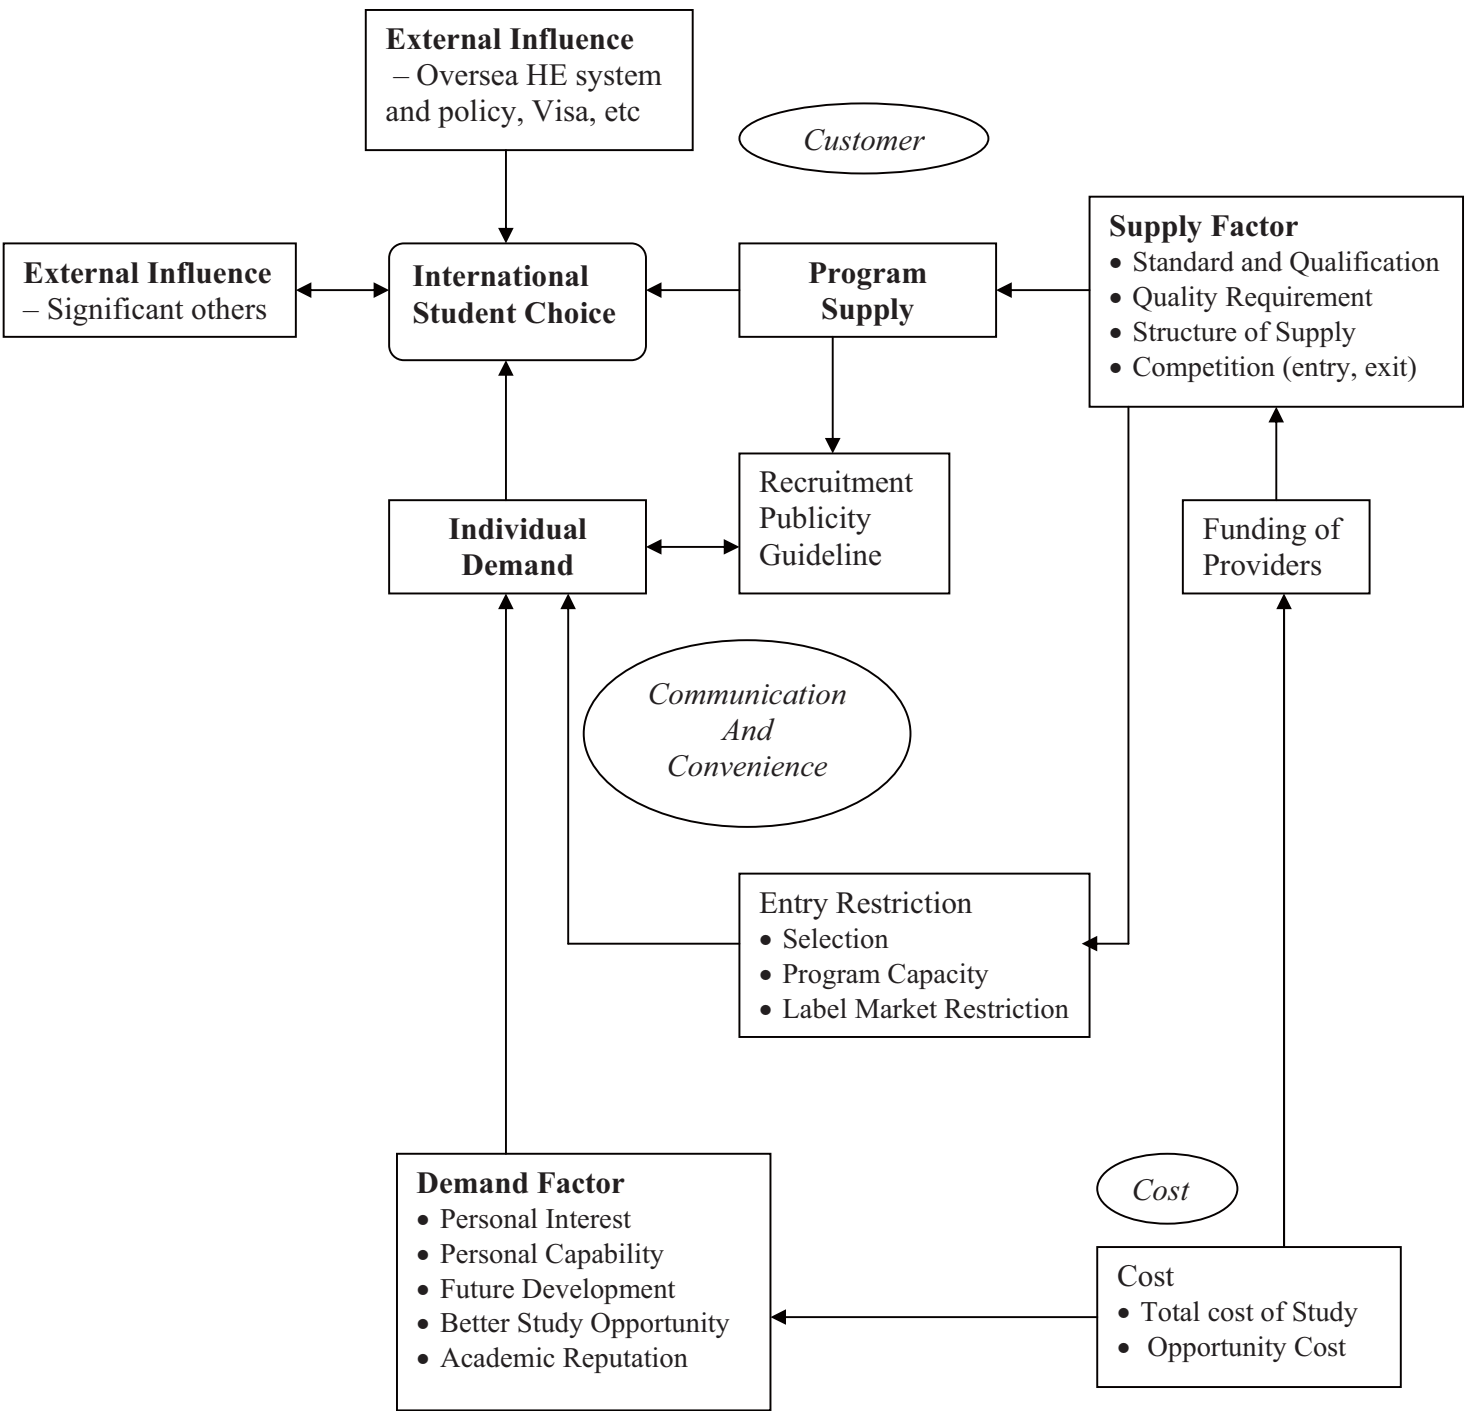 External Influence
– Oversea HE system
and policy, Visa, etc
Customer
External Influence
– Significant others
International
Student Choice
Program
Supply
Supply Factor
• Standard and Qualification
• Quality Requirement
• Structure of Supply
• Competition (entry, exit)
Individual
Demand
Recruitment
Publicity
Guideline
Funding of
Providers
Communication
And
Convenience
Entry Restriction
• Selection
• Program Capacity
• Label Market Restriction
Demand Factor
• Personal Interest
• Personal Capability
• Future Development
• Better Study Opportunity
• Academic Reputation
Cost
Cost
• Total cost of Study
• Opportunity Cost